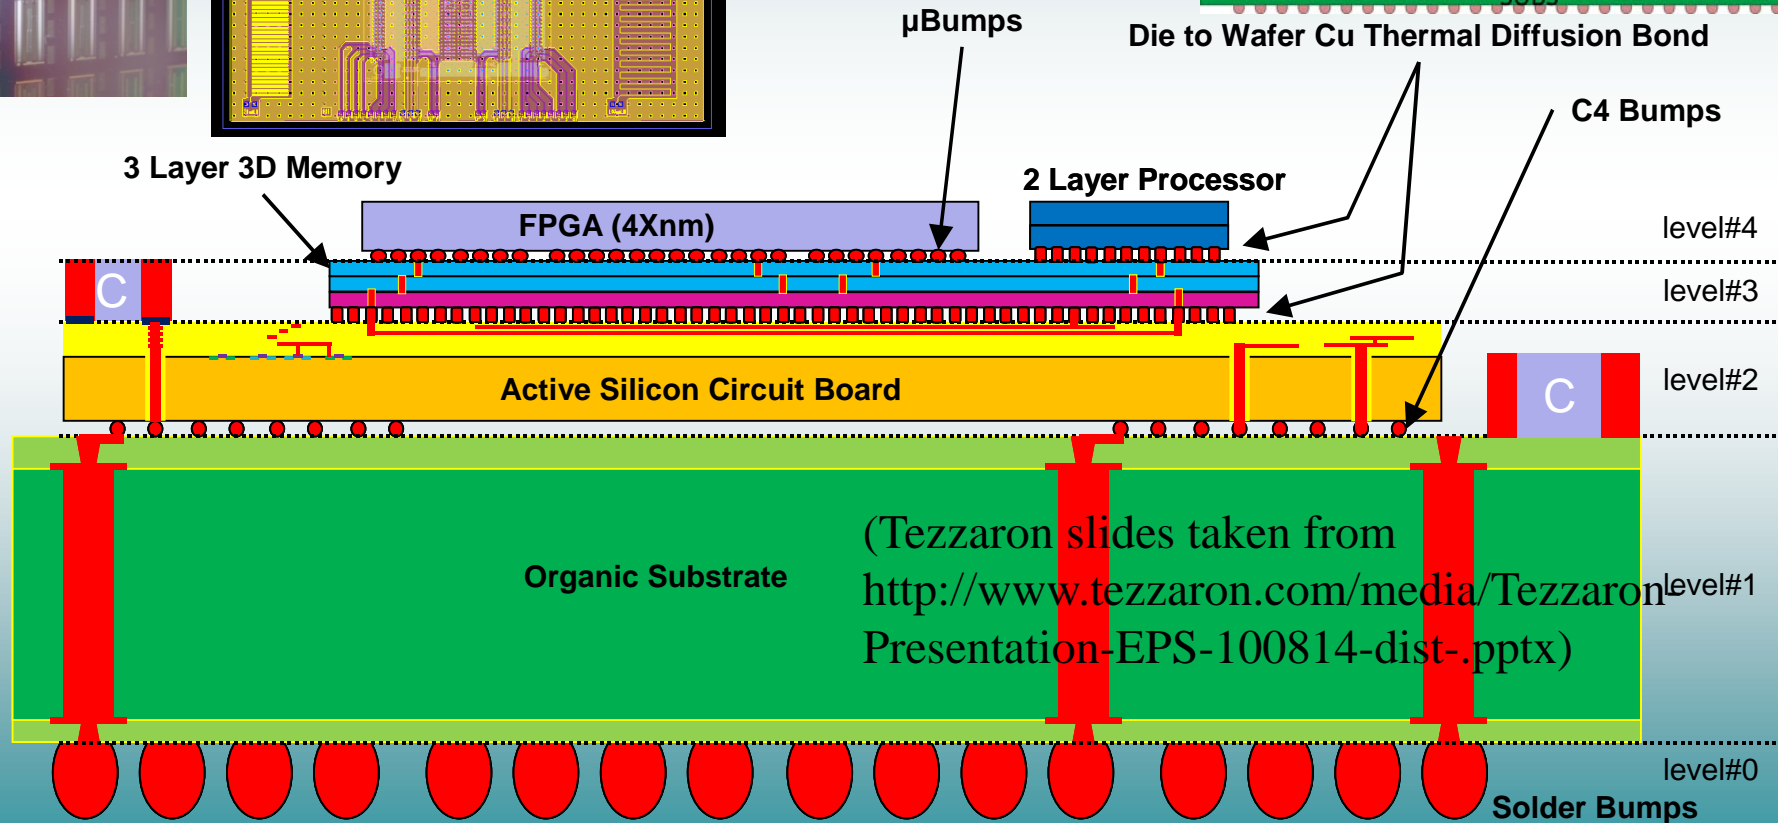 µBumps
Die to Wafer Cu Thermal Diffusion Bond
C4 Bumps
3 Layer 3D Memory
2 Layer Processor
FPGA (4Xnm)
level#4
C
level#3
Active Silicon Circuit Board
level#2
C
(Tezzaron slides taken from
Organic Substrate
http://www.tezzaron.com/media/Tezzaron-
level#1
Presentation-EPS-100814-dist-.pptx)
level#0
Solder Bumps